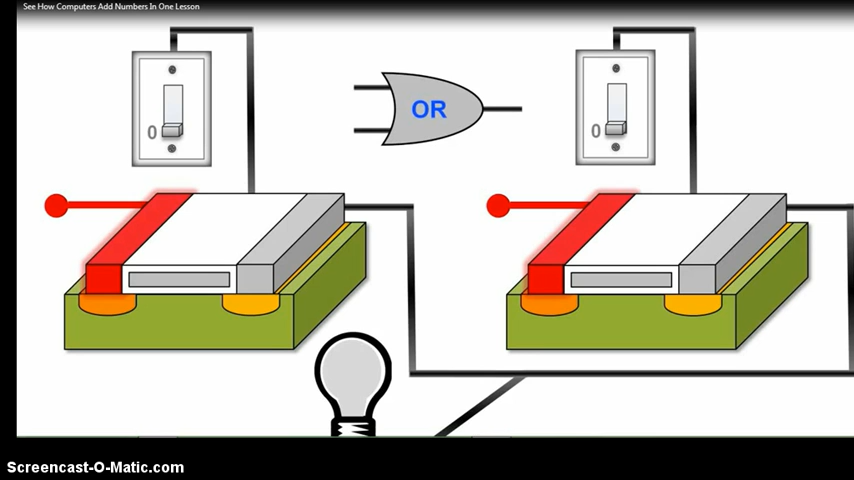 See How Computers Add Numbers In One Lesson
OR
0
0
Screencast-O-Matic.com